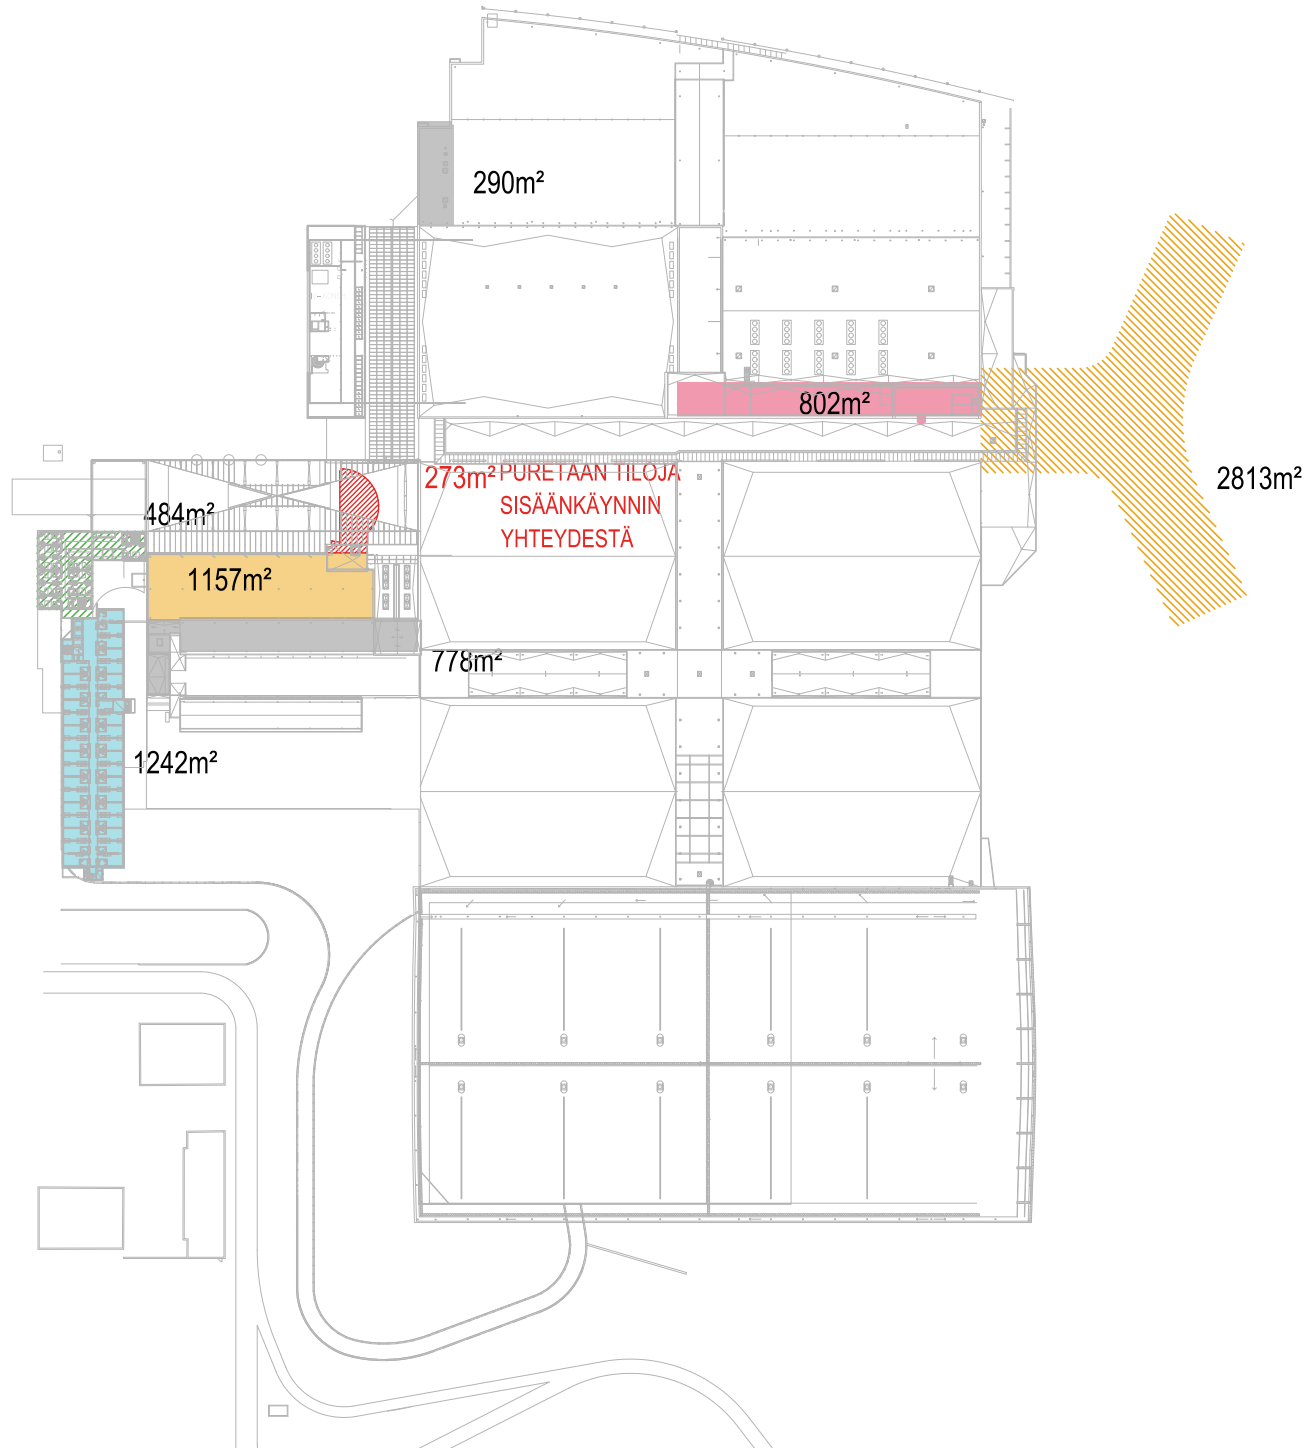 290m²
802m²
273m² PURETAAN TILOJA
SISÄÄNKÄYNNIN
YHTEYDESTÄ
2813m²
484m²
1157m²
778m²
1242m²